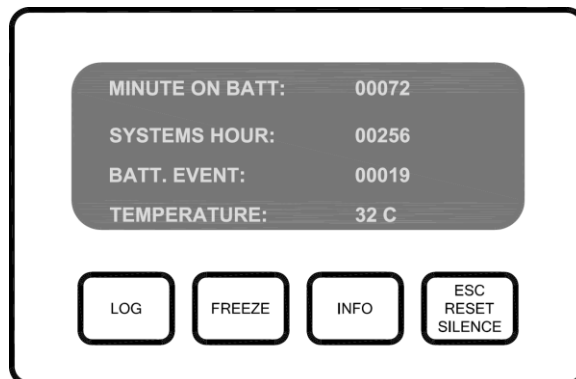 MINUTE ON BATT: 00072
SYSTEMS HOUR: 00256
BATT. EVENT: 00019
TEMPERATURE: 32 C
LOG
FREEZE
INFO
ESC
RESET
SILENCE